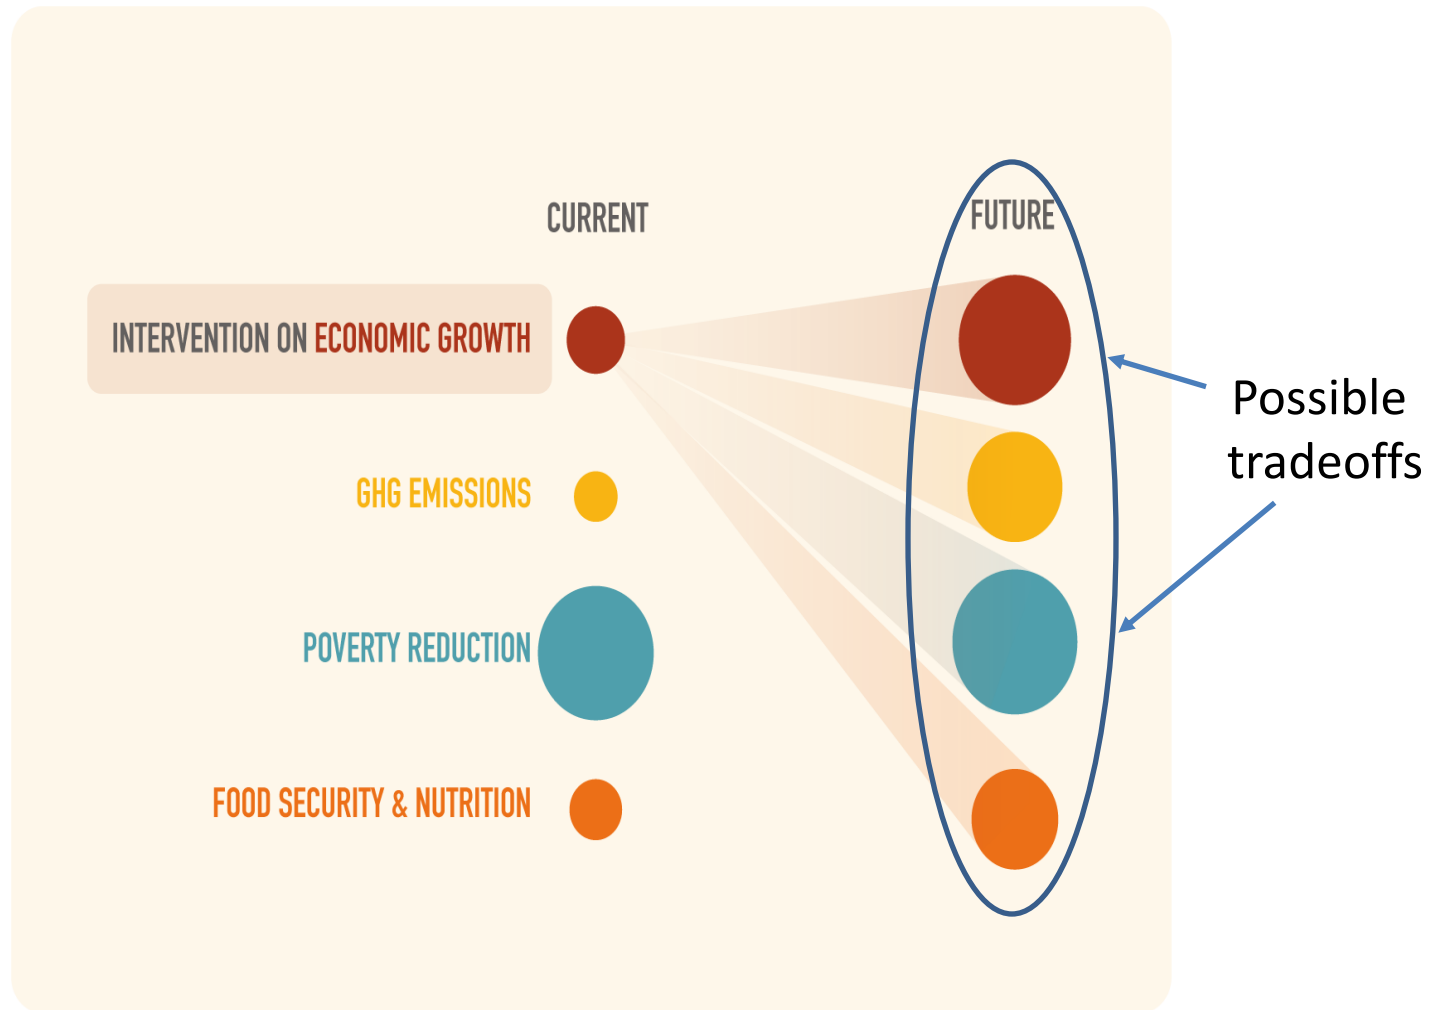 CURRENT
FUTURE
INTERVENTION ON ECONOMIC GROWTH
GHG EMISSIONS
POVERTY REDUCTION
FOOD SECURITY & NUTRITION
Possible
tradeoffs